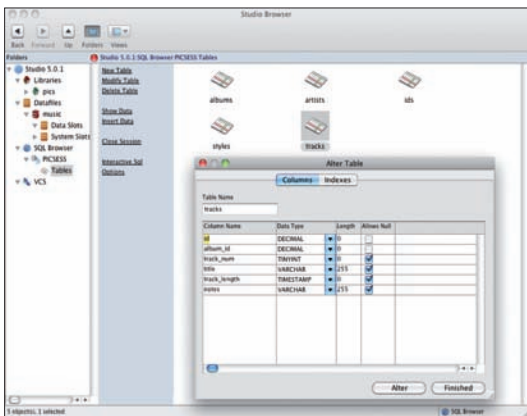 Studio Browser
Back Forward Up Folders Views
Folders
Studio 5.0.1:SQL Browser PICSESS Tables
Studio 5.0.1
Libraries
pics
Datafiles
music
Data Slots
System Slots
SQL Browser
PICSESS
Tables
VCS
New Table
Modify Table
Delete Table
Show Data
Insert Data
Close Session
Interactive Sql
Options
albums
artists
ids
styles
tracks
Alter Table
Columns Indexes
Table Name
tracks
Column Name Data Type Length Allows Null
id DECIMAL 0
album_id DECIMAL 0
track_num TINYINT 0
title VARCHAR 255
track_length TIMESTAMP 0
notes VARCHAR 255
Alter Finished
5 object(s), 1 selected
SQL Browser